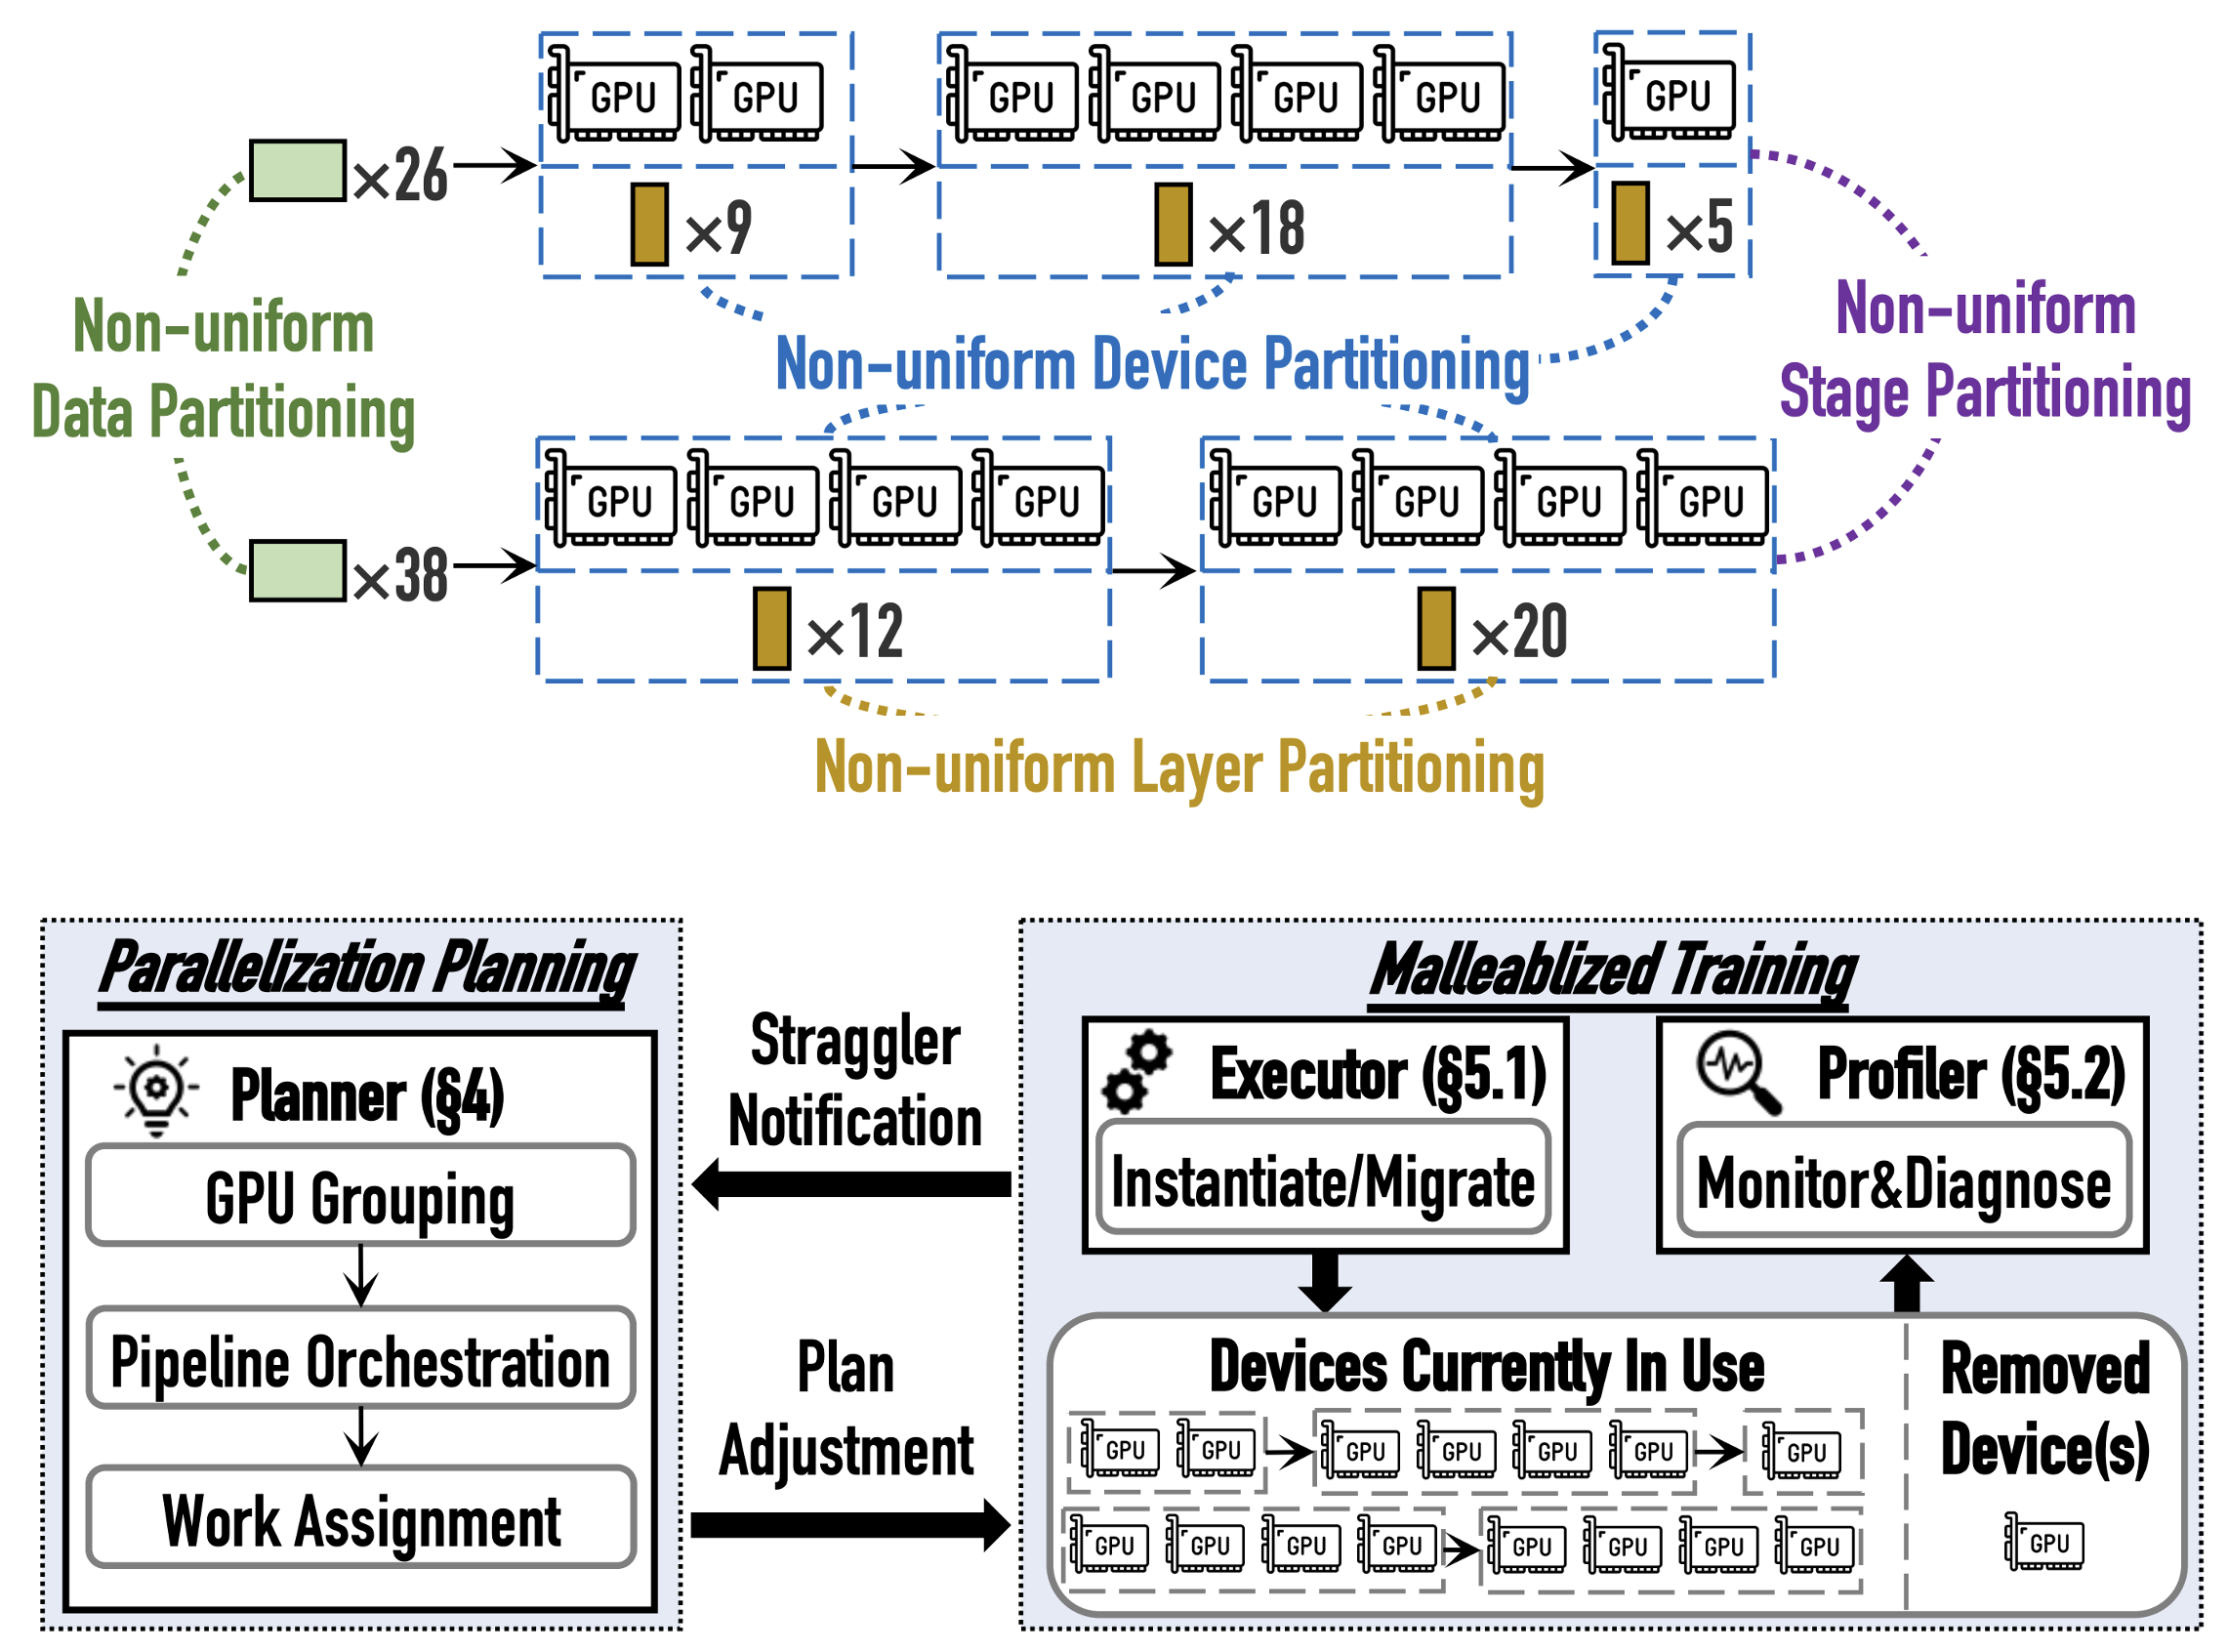 GPU GPU GPU GPU GPU GPU GPU
×26
×9 ×18 ×5
Non-uniform
Data Partitioning
Non-uniform Device Partitioning
Non-uniform
Stage Partitioning
GPU GPU GPU GPU GPU GPU GPU GPU
×38
×12 ×20
Non-uniform Layer Partitioning
Parallelization Planning
Planner (§4)
GPU Grouping
Pipeline Orchestration
Work Assignment
Straggler
Notification
Plan
Adjustment
Malleablized Training
Executor (§5.1)
Instantiate/Migrate
Profiler (§5.2)
Monitor&Diagnose
Devices Currently In Use
GPU GPU GPU GPU GPU GPU GPU
GPU GPU GPU GPU GPU GPU GPU GPU
Removed
Device(s)
GPU